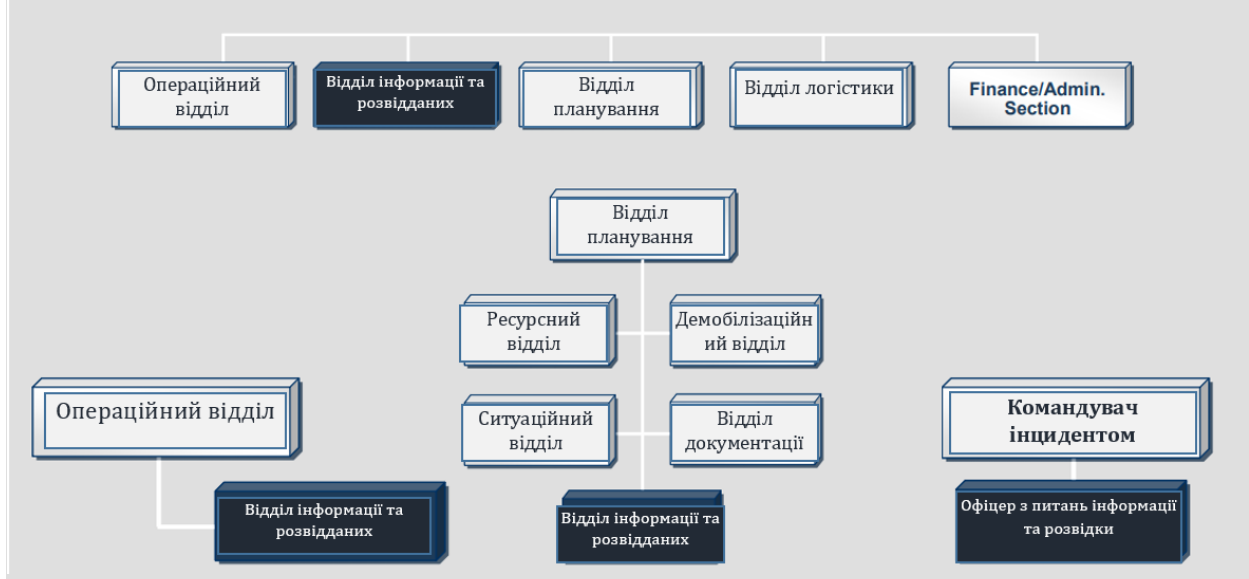 Операційний
відділ
Відділ інформації та
розвідданих
Відділ
планування
Відділ логістики
Finance/Admin.
Section
Відділ
планування
Ресурсний
відділ
Демобілізаційн
ий відділ
Операційний відділ
Ситуаційний
відділ
Відділ
документації
Командувач
інцидентом
Відділ інформації та
розвідданих
Відділ інформації та
розвідданих
Офіцер з питань інформації
та розвідки